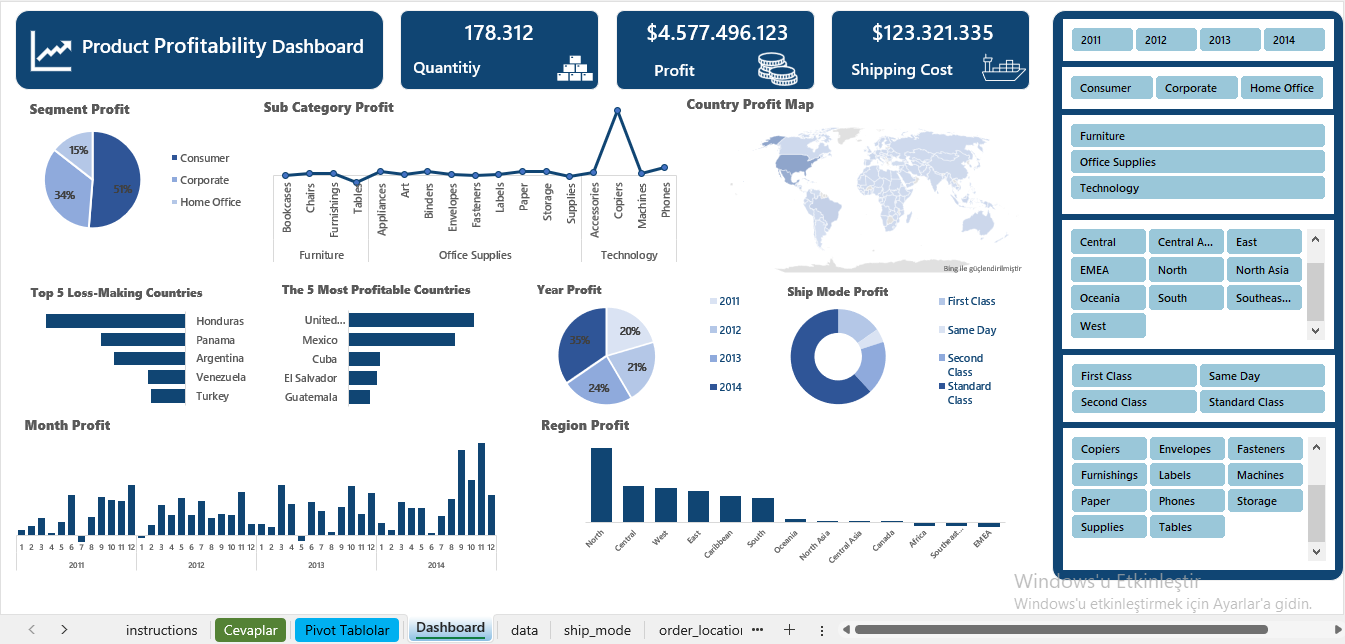 Product Profitability Dashboard
178.312
Quantitiy
$4.577.496.123
Profit
$123.321.335
Shipping Cost
Segment Profit
15%
34%
51%
Consumer
Corporate
Home Office
Sub Category Profit
Bookcases
Chairs
Furnishings
Tables
Appliances
Art
Binders
Envelopes
Fasteners
Labels
Paper
Storage
Supplies
Accessories
Copiers
Machines
Phones
Furniture
Office Supplies
Technology
Country Profit Map
Bing ile güçlendirilmiştir
Top 5 Loss-Making Countries
Honduras
Panama
Argentina
Venezuela
Turkey
The 5 Most Profitable Countries
United...
Mexico
Cuba
El Salvador
Guatemala
Year Profit
20%
35%
21%
24%
2011
2012
2013
2014
Ship Mode Profit
First Class
Same Day
Second
Class
Standard
Class
Month Profit
1 2 3 4 5 6 7 8 9 10 11 12 1 2 3 4 5 6 7 8 9 10 11 12 1 2 3 4 5 6 7 8 9 10 11 12 1 2 3 4 5 6 7 8 9 10 11 12
2011 2012 2013 2014
Region Profit
North
Central
West
East
Caribbean
South
Oceania
North Asia
Central Asia
Canada
Africa
Southeast...
EMEA
2011 2012 2013 2014
Consumer Corporate Home Office
Furniture
Office Supplies
Technology
Central Central A... East
EMEA North North Asia
Oceania South Southeas...
West
First Class Same Day
Second Class Standard Class
Copiers Envelopes Fasteners
Furnishings Labels Machines
Paper Phones Storage
Supplies Tables
Windows'u Etkinleştir
Windows'u etkinleştirmek için Ayarlar'a gidin.
instructions Cevaplar Pivot Tablolar Dashboard data ship_mode order_location